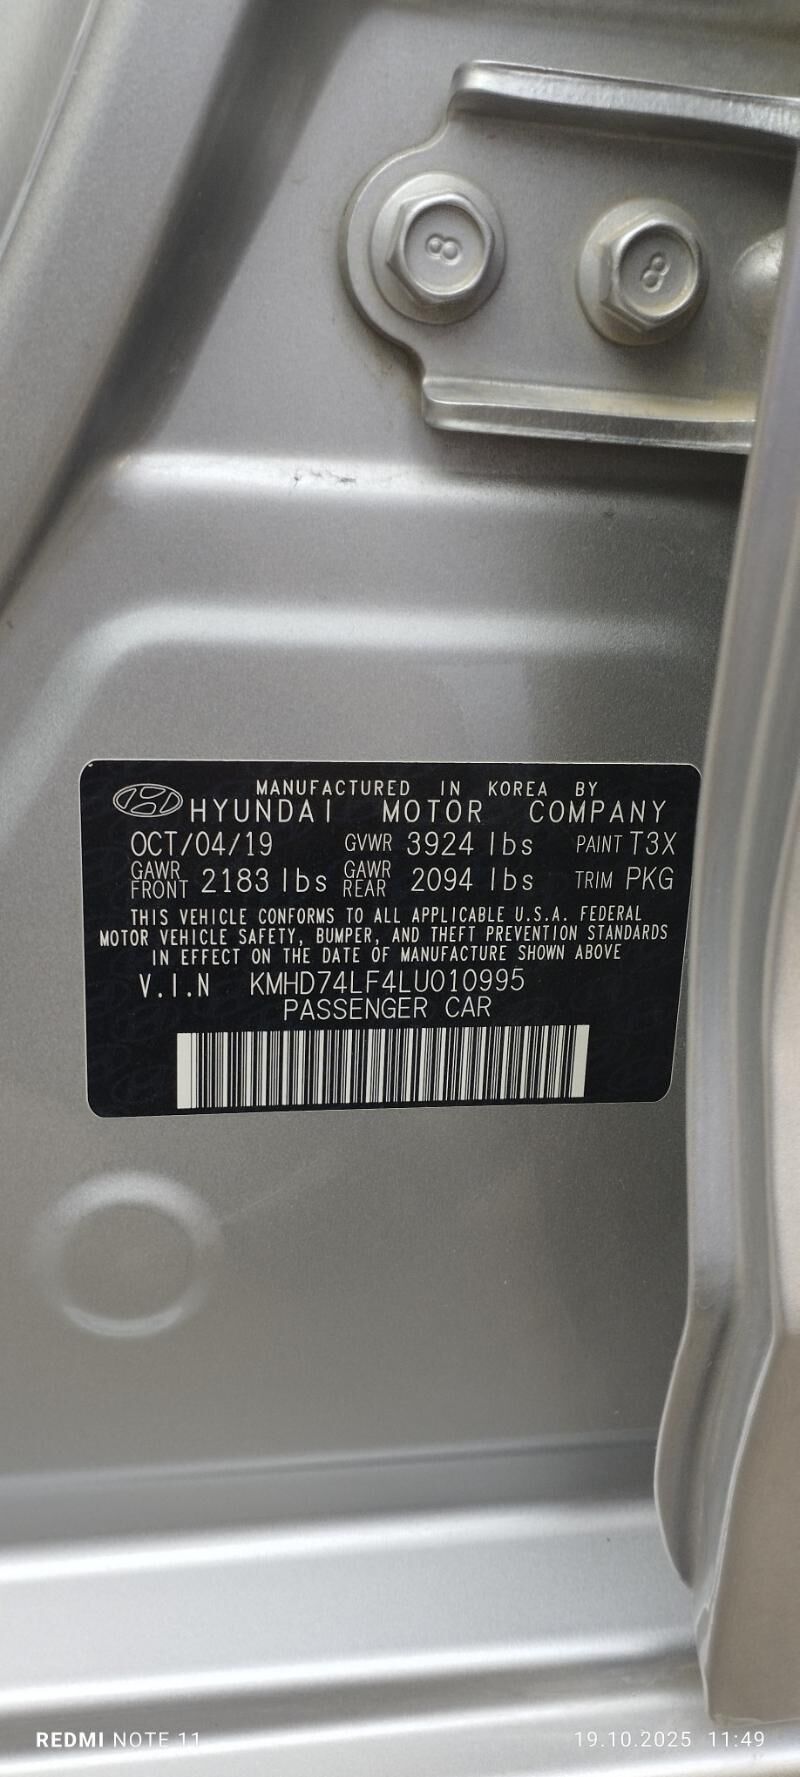 8 8
MANUFACTURED IN KOREA BY
HYUNDAI MOTOR COMPANY
OCT/04/19 GVWR 3924 lbs PAINT T3X
GAWR FRONT 2183 lbs GAWR REAR 2094 lbs TRIM PKG
THIS VEHICLE CONFORMS TO ALL APPLICABLE U.S.A. FEDERAL
MOTOR VEHICLE SAFETY, BUMPER, AND THEFT PREVENTION STANDARDS
IN EFFECT ON THE DATE OF MANUFACTURE SHOWN ABOVE
V.I.N KMHD74LF4LU010995
PASSENGER CAR
REDMI NOTE 11 19.10.2025 11:49